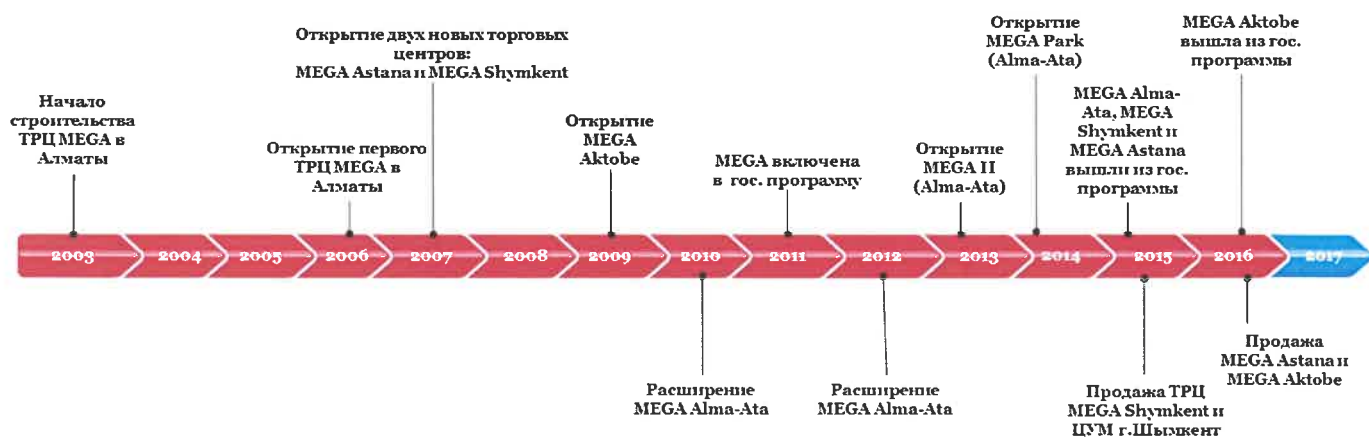 Начало
строительства
ТРЦ MEGA в
Алматы
Открытие первого
ТРЦ MEGA в
Алматы
Открытие двух новых торговых
центров:
MEGA Astana и MEGA Shymkent
Открытие
MEGA
Aktobe
MEGA включена
в гос. программу
Открытие
MEGA II
(Alma-Ata)
Открытие
MEGA Park
(Alma-Ata)
MEGA Alma-
Ata, MEGA
Shymkent и
MEGA Astana
вышли из гос.
программы
MEGA Aktobe
вышла из гос.
программы
2003
2004
2005
2006
2007
2008
2009
2010
2011
2012
2013
2014
2015
2016
2017
Расширение
MEGA Alma-Ata
Расширение
MEGA Alma-Ata
Продажа ТРЦ
MEGA Shymkent и
ЦУМ г.Шымкент
Продажа
MEGA Astana и
MEGA Aktobe